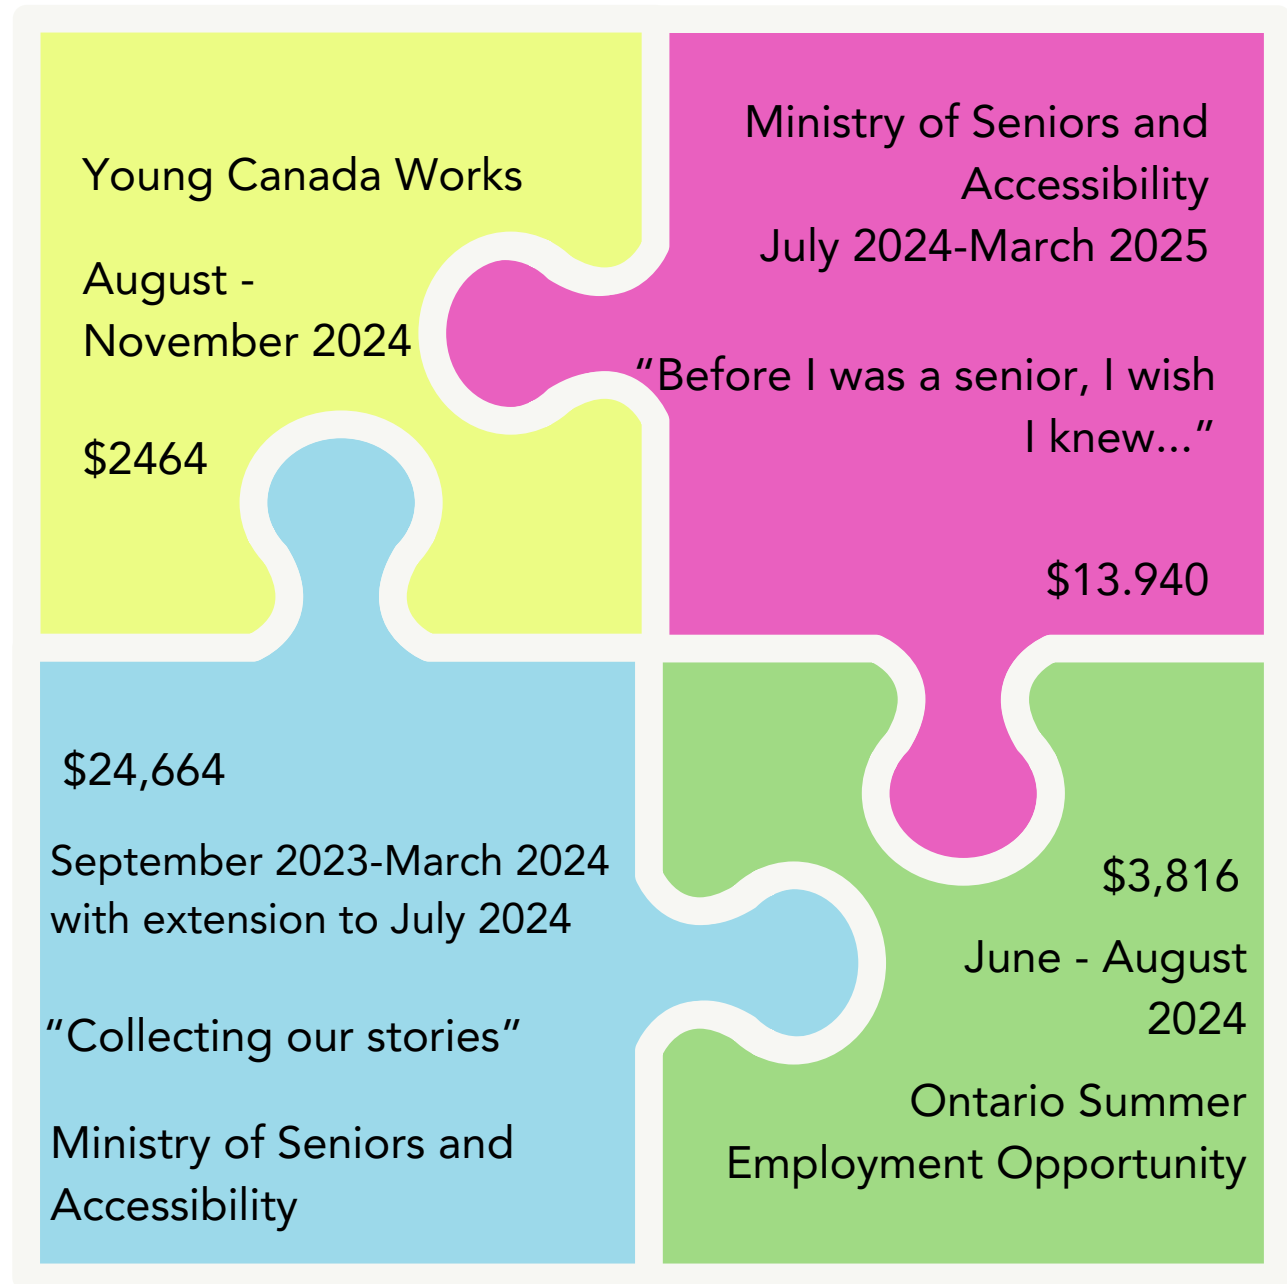 Young Canada Works
August -
November 2024
$2464
Ministry of Seniors and
Accessibility
July 2024-March 2025
“Before I was a senior, I wish
I knew...”
$13.940
$24,664
September 2023-March 2024
with extension to July 2024
“Collecting our stories”
Ministry of Seniors and
Accessibility
$3,816
June - August
2024
Ontario Summer
Employment Opportunity